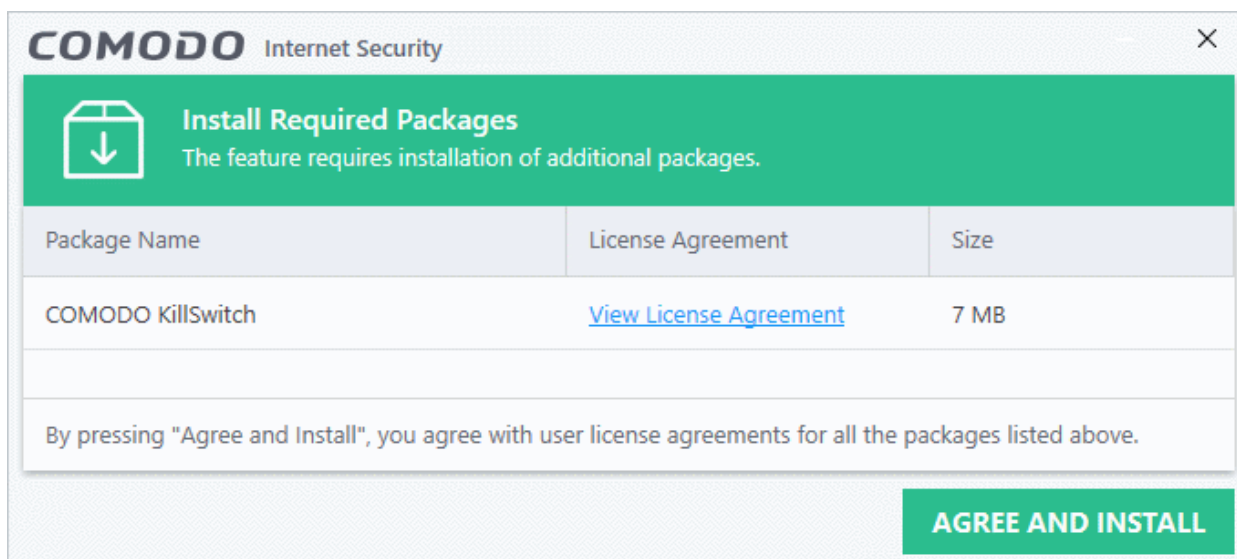 COMODO Internet Security
Install Required Packages
The feature requires installation of additional packages.
Package Name License Agreement Size
COMODO KillSwitch View License Agreement 7 MB
By pressing "Agree and Install", you agree with user license agreements for all the packages listed above.
AGREE AND INSTALL